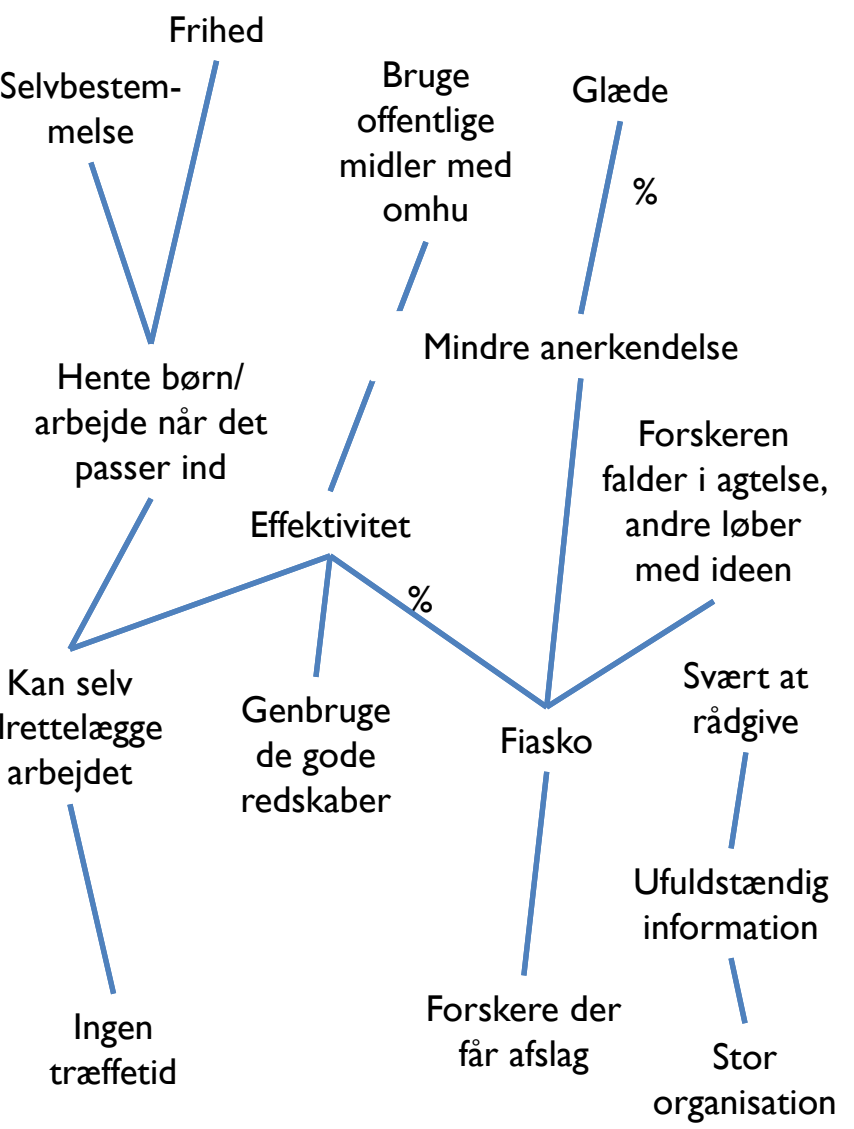 Frihed
Selvbestem-
melse
Bruge
offentlige
midler med
omhu
Glæde
%
Mindre anerkendelse
Hente børn/
arbejde når det
passer ind
Forskeren
falder i agtelse,
andre løber
med ideen
Effektivitet
%
Kan selv
lrettelægge
arbejdet
Genbruge
de gode
redskaber
Fiasko
Svært at
rådgive
Ufuldstændig
information
Ingen
træffetid
Forskere der
får afslag
Stor
organisation